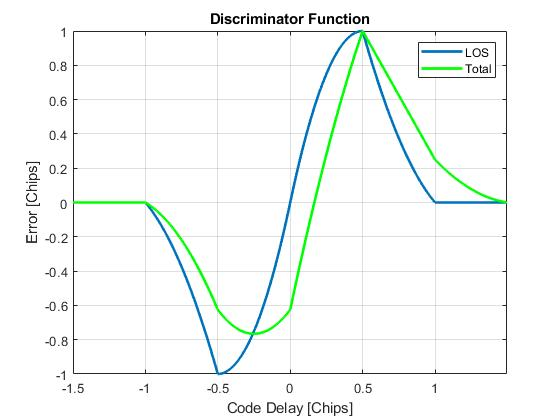 Discriminator Function
1
0.8
0.6
0.4
0.2
0
-0.2
-0.4
-0.6
-0.8
-1
Error [Chips]
LOS
Total
-1.5 -1 -0.5 0 0.5 1
Code Delay [Chips]